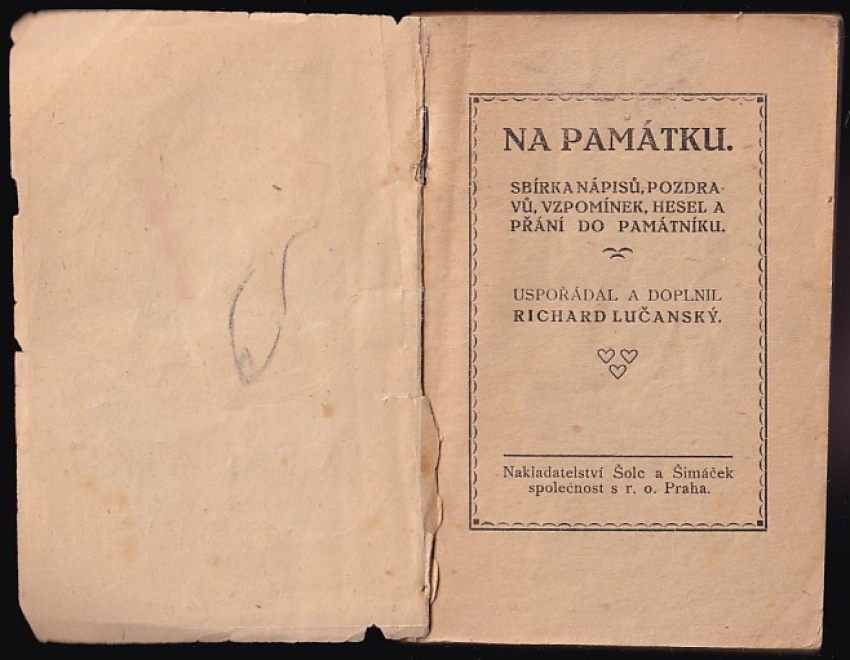 NA PAMÁTKU.
SBÍRKA NÁPISŮ, POZDRA-
VŮ, VZPOMÍNEK, HESEL A
PŘÁNÍ DO PAMÁTNÍKU.
USPOŘÁDAL A DOPLNIL
RICHARD LUČANSKÝ.
Nakladatelství Šolc a Šimáček
společnost s r. o. Praha.